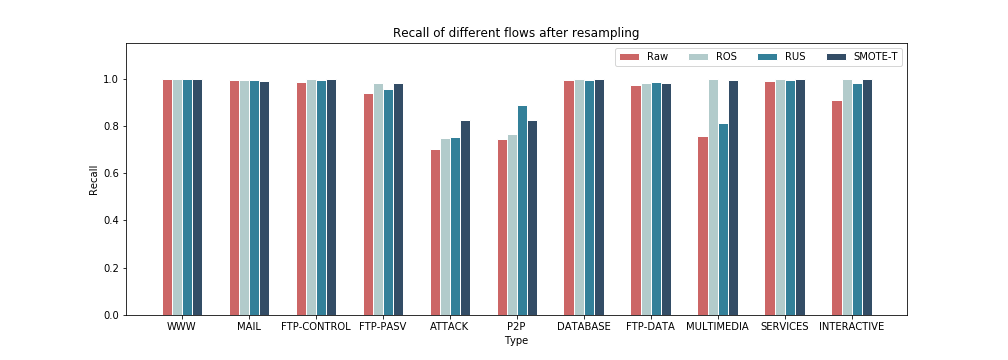 Recall of different flows after resampling
Raw ROS RUS SMOTE-T
1.0
0.8
0.6
0.4
0.2
0.0
Recall
WWW MAIL FTP-CONTROL FTP-PASV ATTACK P2P DATABASE FTP-DATA MULTIMEDIA SERVICES INTERACTIVE
Type